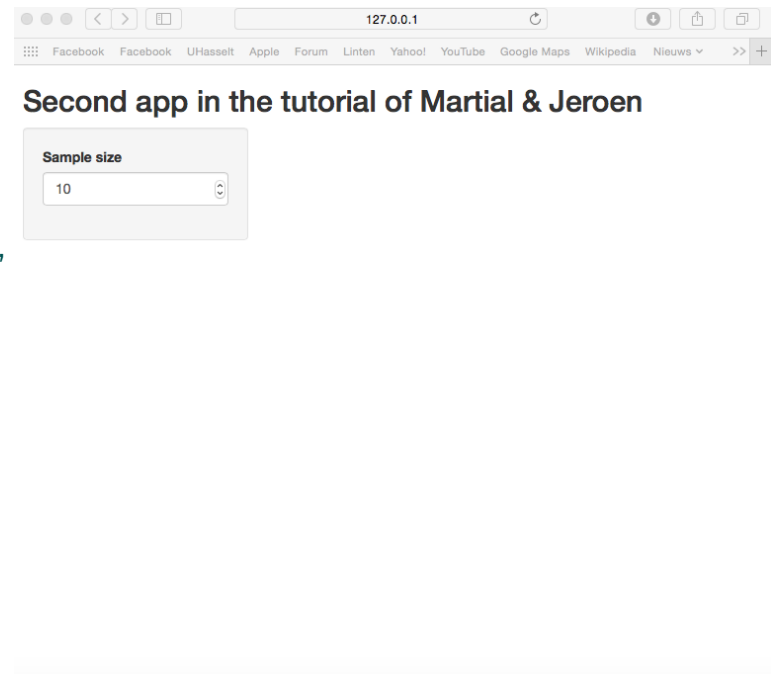 127.0.0.1
Facebook Facebook UHasselt Apple Forum Linten Yahoo! YouTube Google Maps Wikipedia Nieuws >> +
Second app in the tutorial of Martial & Jeroen
Sample size
10
,